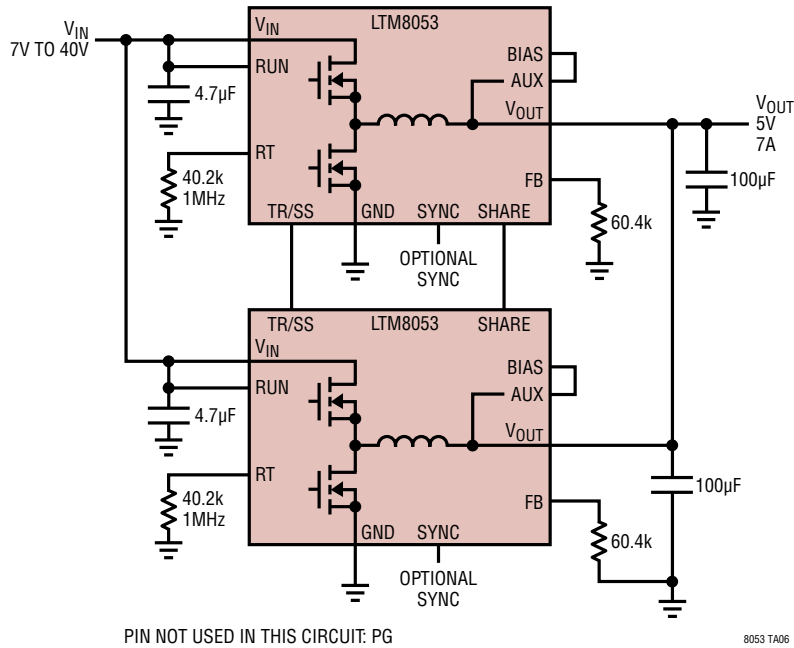 VIN
7V TO 40V
4.7µF
40.2k
1MHz
LTM8053
VIN
RUN
RT
TR/SS
GND
SYNC
SHARE
BIAS
AUX
VOUT
FB
OPTIONAL
SYNC
60.4k
VOUT
5V
7A
100µF
4.7µF
40.2k
1MHz
TR/SS
LTM8053
SHARE
VIN
RUN
RT
BIAS
AUX
VOUT
FB
GND
SYNC
OPTIONAL
SYNC
60.4k
100µF
PIN NOT USED IN THIS CIRCUIT: PG
8053 TA06